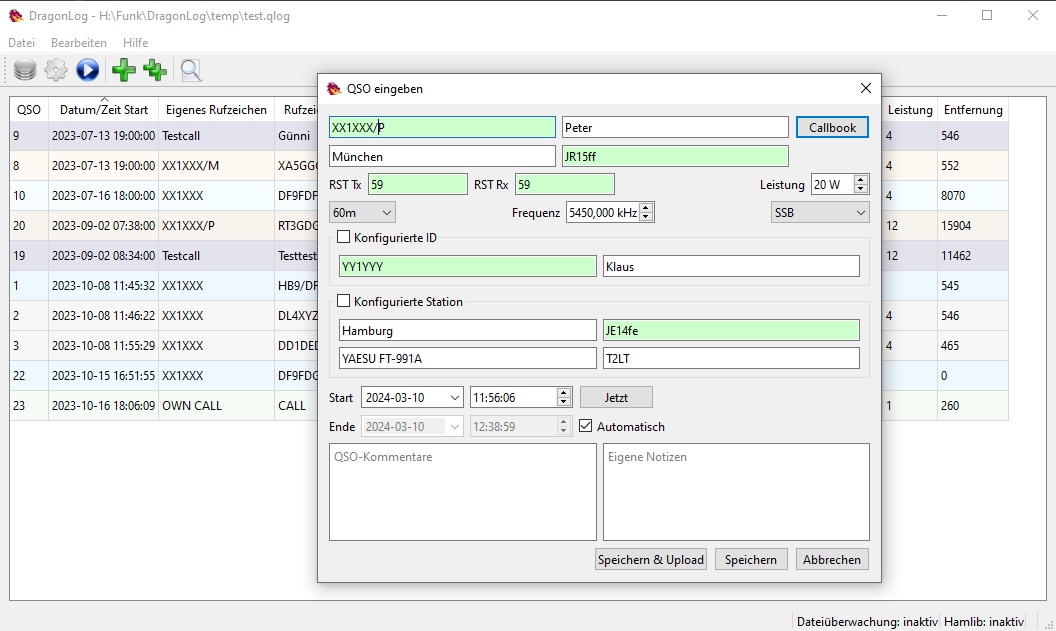 DragonLog - H:\Funk\DragonLog\temp\test.qlog
Datei Bearbeiten Hilfe
QSO Datum/Zeit Start Eigenes Rufzeichen Rufzei Leistung Entfernung
9 2023-07-13 19:00:00 Testcall Günni 4 546
8 2023-07-13 19:00:00 XX1XXX/M XA5GG 4 552
10 2023-07-16 18:00:00 XX1XXX DF9FDF 4 8070
20 2023-09-02 07:38:00 XX1XXX/P RT3GDG 12 15904
19 2023-09-02 08:34:00 Testcall Testtest 12 11462
1 2023-10-08 11:45:32 XX1XXX HB9/DF 545
2 2023-10-08 11:46:22 XX1XXX DL4XYZ 4 546
3 2023-10-08 11:55:29 XX1XXX DD1DED 4 465
22 2023-10-15 16:51:55 XX1XXX DF9FDG 0
23 2023-10-16 18:06:09 OWN CALL CALL 1 260
QSO eingeben
XX1XXX/P Peter Callbook
München JR15ff
RST Tx 59 RST Rx 59 Leistung 20 W
60m Frequenz 5450,000 kHz SSB
Konfigurierte ID
YY1YYY Klaus
Konfigurierte Station
Hamburg JE14fe
YAESU FT-991A T2LT
Start 2024-03-10 11:56:06 Jetzt
Ende 2024-03-10 12:38:59 Automatisch
QSO-Kommentare Eigene Notizen
Speichern & Upload Speichern Abbrechen
Dateiüberwachung: inaktiv Hamlib: inaktiv